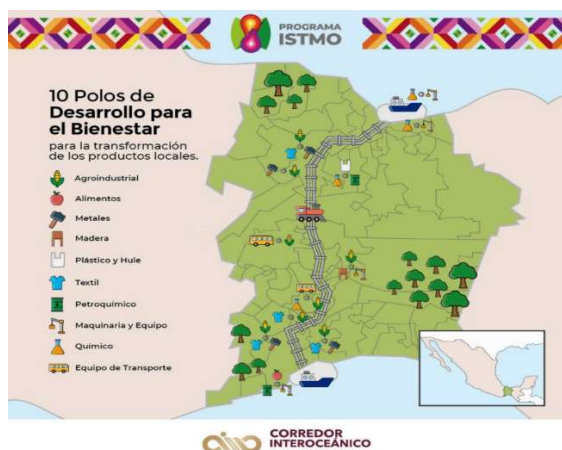 PROGRAMA
ISTMO
10 Polos de
Desarrollo para
el Bienestar
para la transformación
de los productos locales.
Agroindustrial
Alimentos
Metales
Madera
Plástico y Hule
Textil
Petroquímico
Maquinaria y Equipo
Químico
Equipo de Transporte
CORREDOR
INTEROCEÁNICO